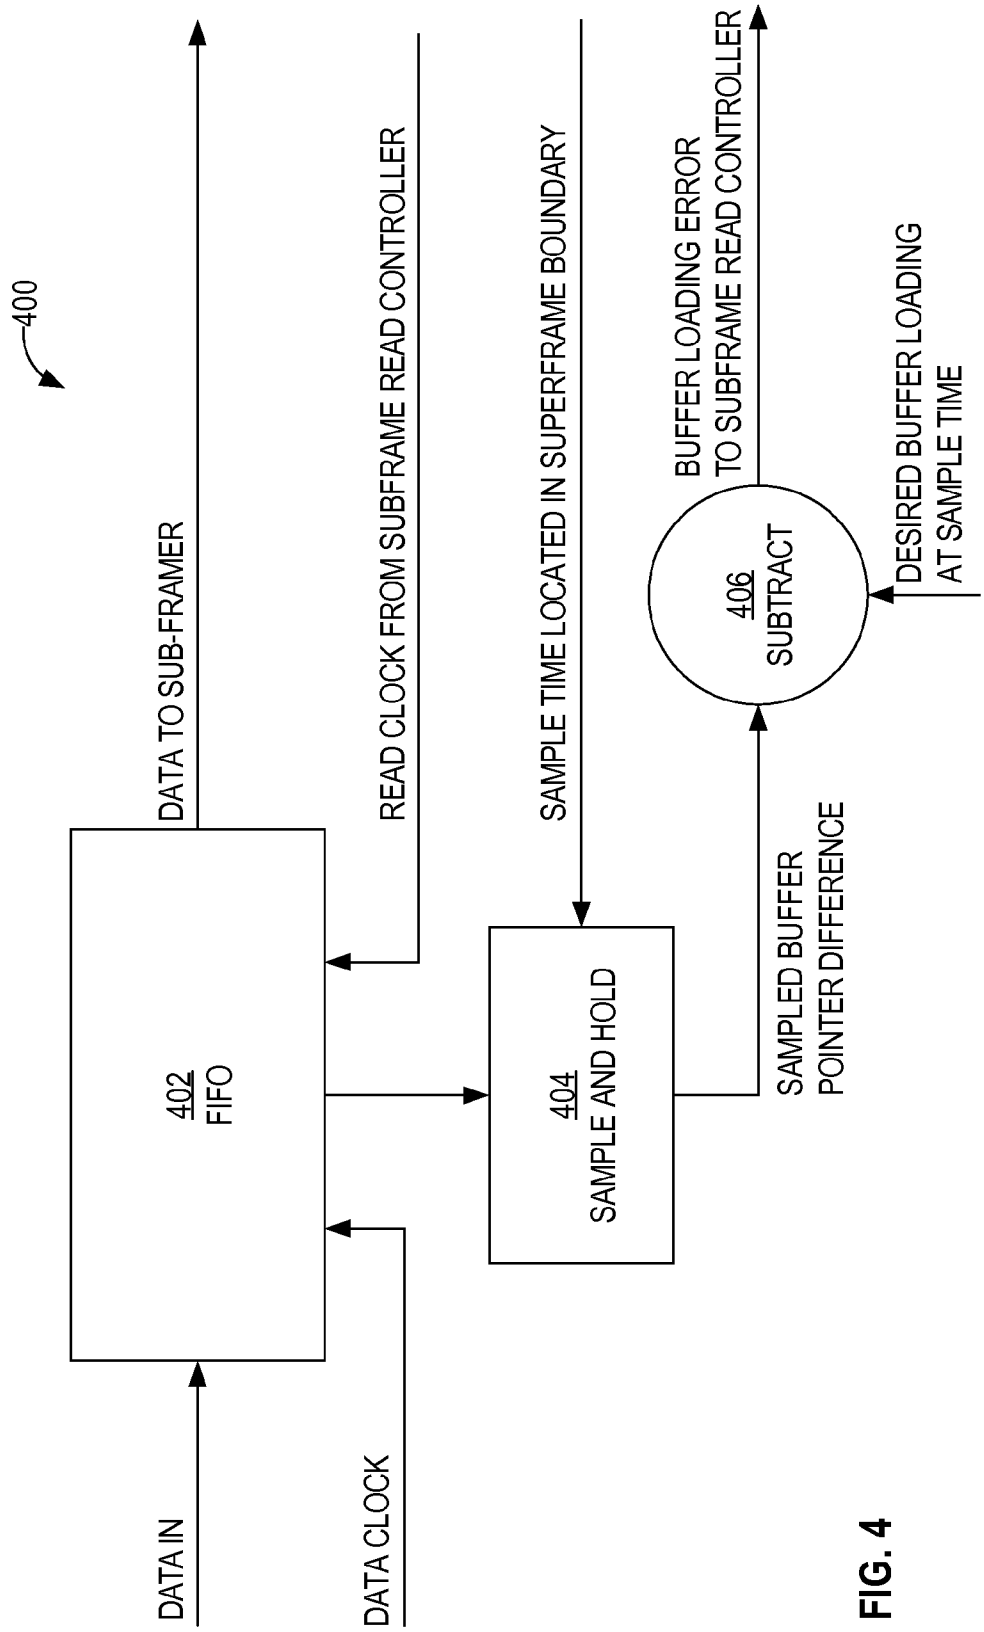 400
DATA IN
402
FIFO
DATA TO SUB-FRAMER
DATA CLOCK
READ CLOCK FROM SUBFRAME READ CONTROLLER
SAMPLE TIME LOCATED IN SUPERFRAME BOUNDARY
404
SAMPLE AND HOLD
BUFFER LOADING ERROR
TO SUBFRAME READ CONTROLLER
406
SUBTRACT
SAMPLED BUFFER
POINTER DIFFERENCE
DESIRED BUFFER LOADING
AT SAMPLE TIME
FIG. 4